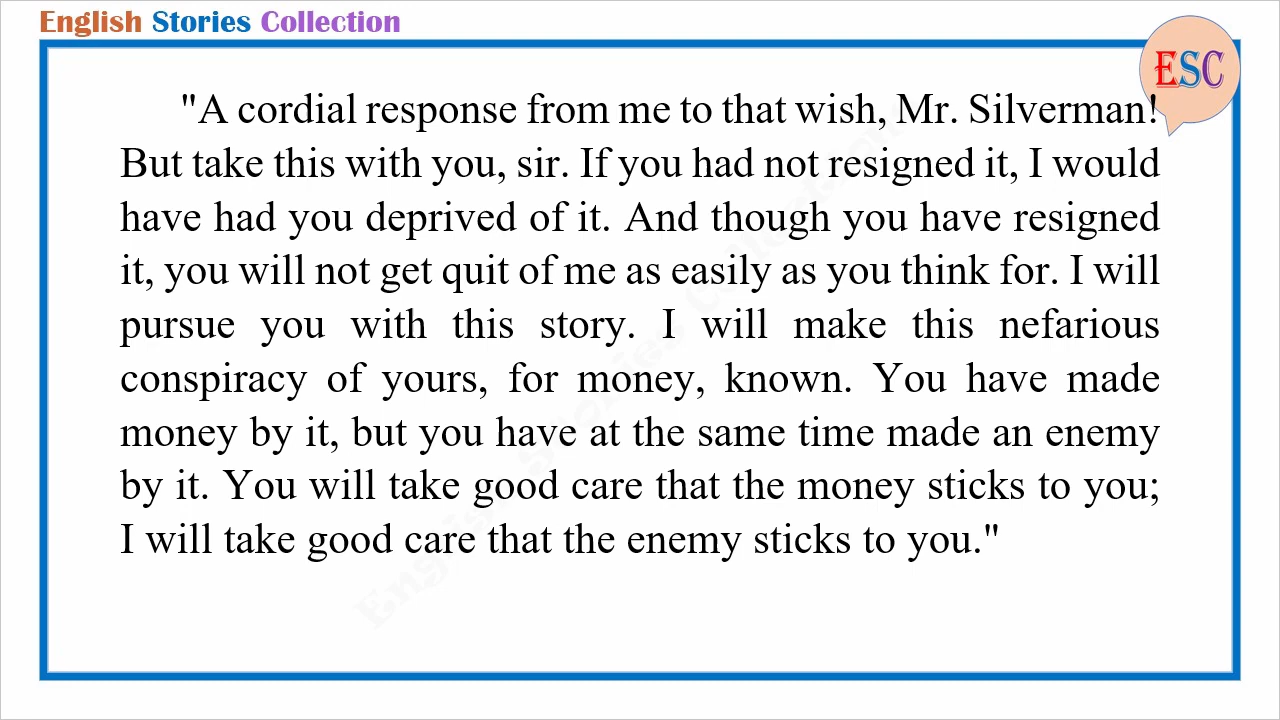 English Stories Collection
ESC
"A cordial response from me to that wish, Mr. Silverman!
But take this with you, sir. If you had not resigned it, I would
have had you deprived of it. And though you have resigned
it, you will not get quit of me as easily as you think for. I will
pursue you with this story. I will make this nefarious
conspiracy of yours, for money, known. You have made
money by it, but you have at the same time made an enemy
by it. You will take good care that the money sticks to you;
I will take good care that the enemy sticks to you."
English Stories Collection